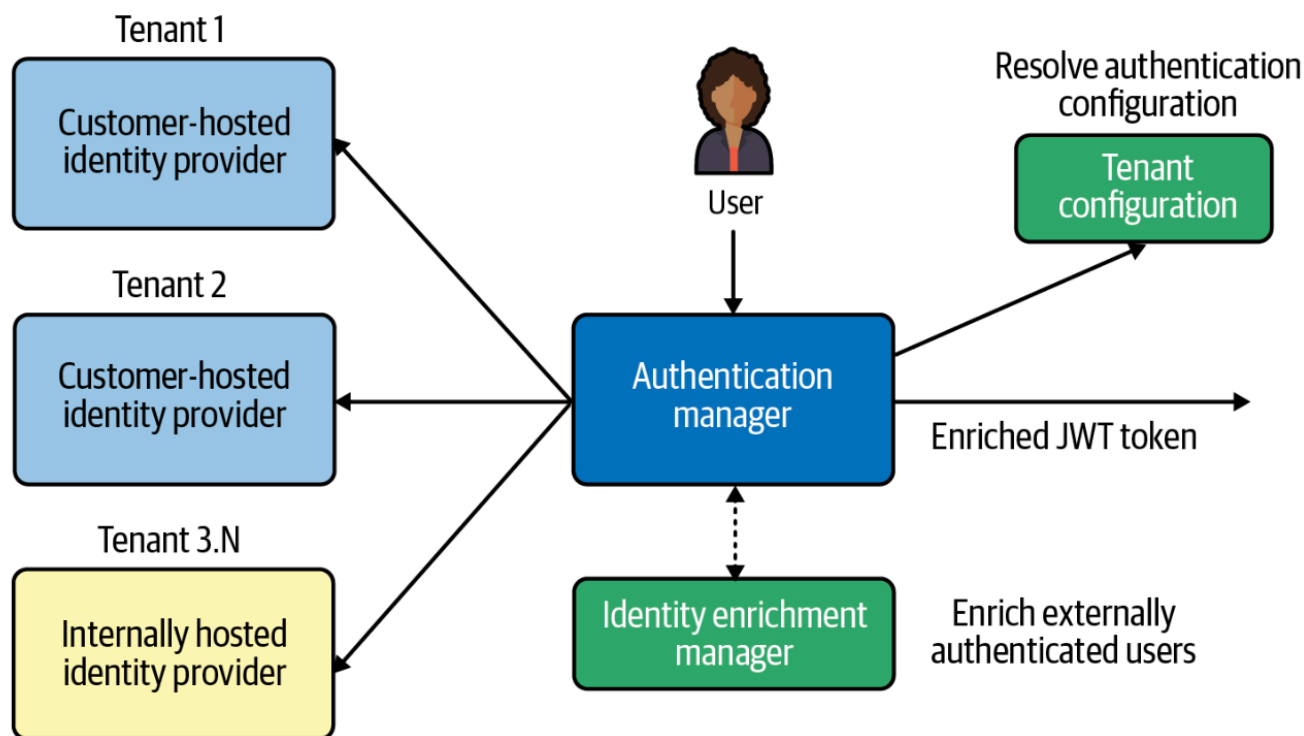 Tenant 1
Customer-hosted
identity provider
Tenant 2
Customer-hosted
identity provider
Tenant 3.N
Internally hosted
identity provider
User
Authentication
manager
Identity enrichment
manager
Resolve authentication
configuration
Tenant
configuration
Enriched JWT token
Enrich externally
authenticated users